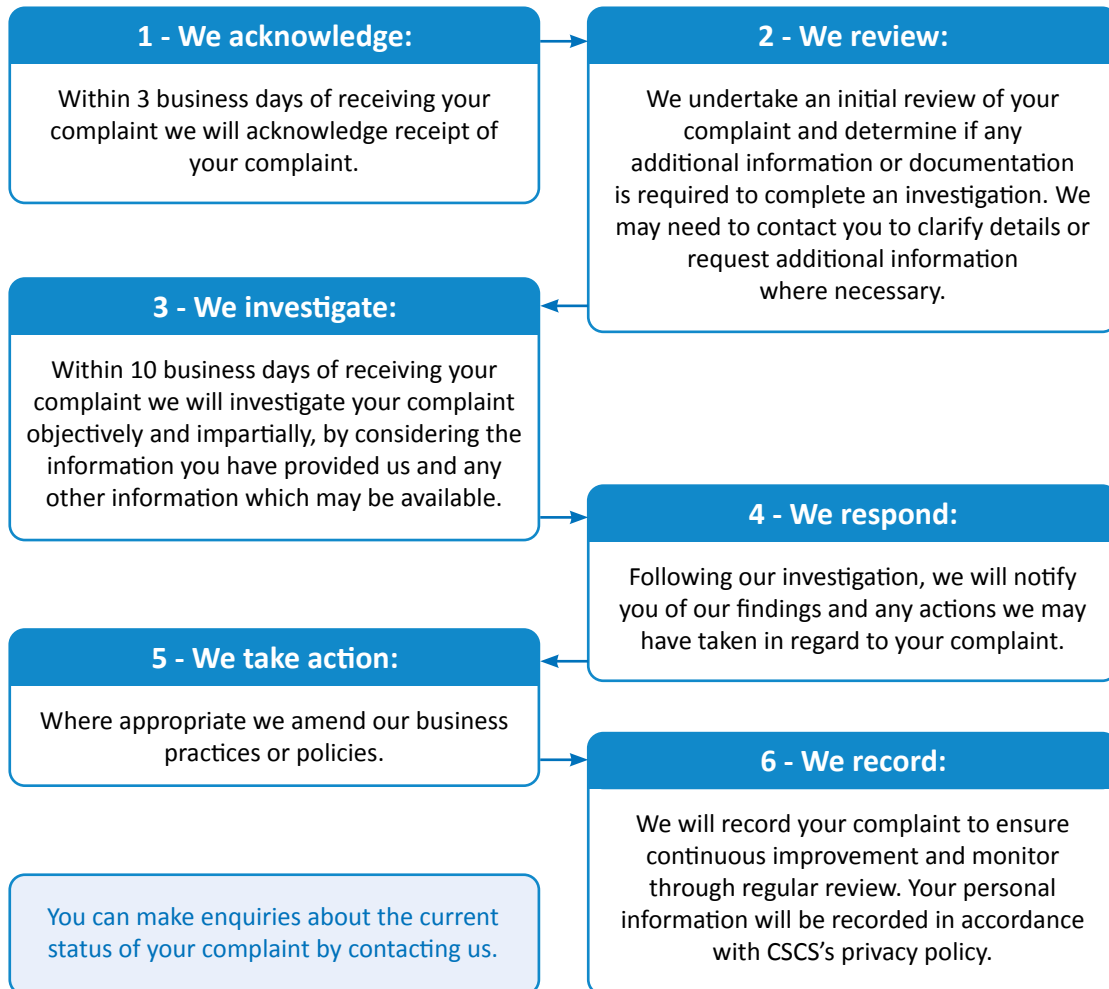 1 - We acknowledge:
Within 3 business days of receiving your
complaint we will acknowledge receipt of
your complaint.
2 - We review:
We undertake an initial review of your
complaint and determine if any
additional information or documentation
is required to complete an investigation. We
may need to contact you to clarify details or
request additional information
where necessary.
3 - We investigate:
Within 10 business days of receiving your
complaint we will investigate your complaint
objectively and impartially, by considering the
information you have provided us and any
other information which may be available.
4 - We respond:
Following our investigation, we will notify
you of our findings and any actions we may
have taken in regard to your complaint.
5 - We take action:
Where appropriate we amend our business
practices or policies.
6 - We record:
We will record your complaint to ensure
continuous improvement and monitor
through regular review. Your personal
information will be recorded in accordance
with CSCS’s privacy policy.
You can make enquiries about the current
status of your complaint by contacting us.